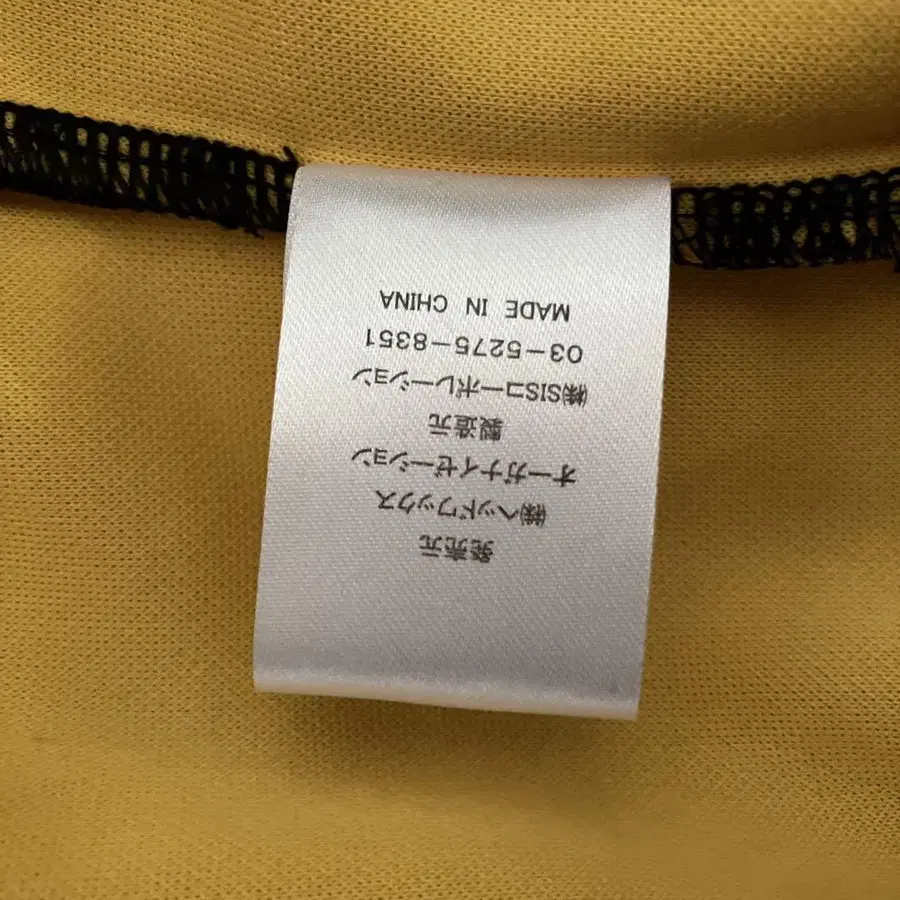 発売元
㈱ヘッドワックス
オーガナイゼーション
製造元
㈱SISコーポレーション
03-5275-8351
MADE IN CHINA